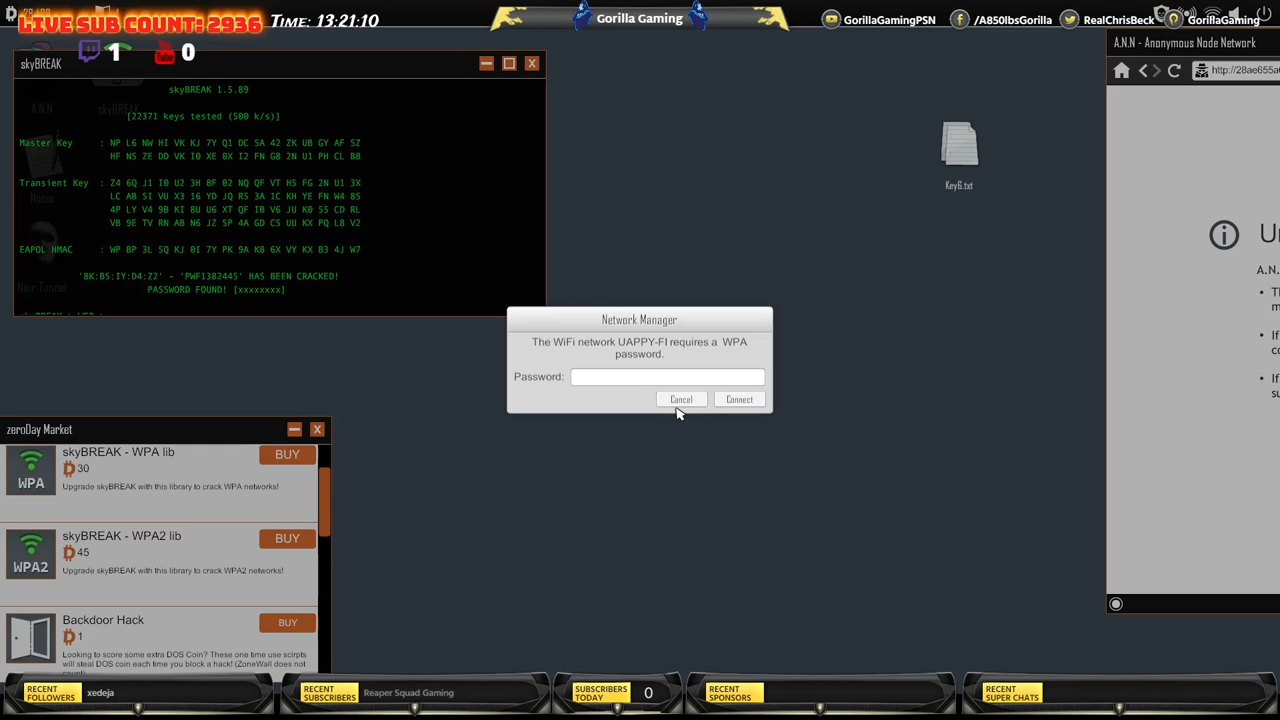 LIVE SUB COUNT: 2936
TIME: 13:21:10
1
You Tube 0
Gorilla Gaming
GorillaGamingPSN
/A850lbsGorilla
RealChrisBeck
GorillaGaming
skyBREAK
skyBREAK 1.5.89
[22371 keys tested (500 k/s)]
Master Key : NP L6 NW HI VK KJ 7Y Q1 DC SA 42 ZK UB GY AF SZ
HF NS ZE DD VK I0 XE 0X I2 FN G8 2N U1 PH CL B8
Transient Key : Z4 6Q J1 I0 U2 3H 8F 02 NQ QF VT H5 FG 2N U1 3X
LC AB SI VU X3 16 YD JQ R5 3A 1C KH YE FN W4 8S
4P LY V4 9B KI 8U U6 XT QF IB V6 JU K0 S5 CD RL
VB 9E TV RN AB N6 JZ SP 4A GD CS UU KX PQ L8 V2
EAPOL HMAC : WP BP 3L SQ KJ 0I 7Y PK 9A K8 6X VY KX B3 4J W7
'8K:BS:IY:D4:Z2' - 'PWF1382445' HAS BEEN CRACKED!
PASSWORD FOUND! [xxxxxxxx]
A.N.N
skyBREAK
Notes
Noir Tunnel
Key6.txt
A.N.N - Anonymous Node Network
http://28ae655a
A.N.N.
Network Manager
The WiFi network UAPPY-FI requires a WPA
password.
Password:
Cancel
Connect
zeroDay Market
skyBREAK - WPA lib
BUY
30
Upgrade skyBREAK with this library to crack WPA networks!
WPA
skyBREAK - WPA2 lib
BUY
45
Upgrade skyBREAK with this library to crack WPA2 networks!
WPA2
Backdoor Hack
BUY
1
Looking to score some extra DOS Coin? These one time use scirpts
will steal DOS coin each time you block a hack! (ZoneWall does not
RECENT FOLLOWERS
xedeja
RECENT SUBSCRIBERS
Reaper Squad Gaming
SUBSCRIBERS TODAY
0
RECENT SPONSORS
RECENT SUPER CHATS